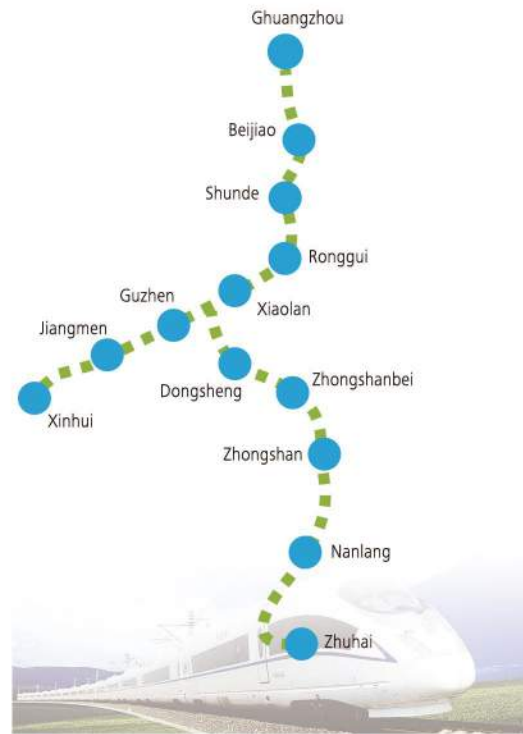 Ghuangzhou
Beijiao
Shunde
Ronggui
Xiaolan
Guzhen
Jiangmen
Xinhui
Dongsheng
Zhongshanbei
Zhongshan
Nanlang
Zhuhai